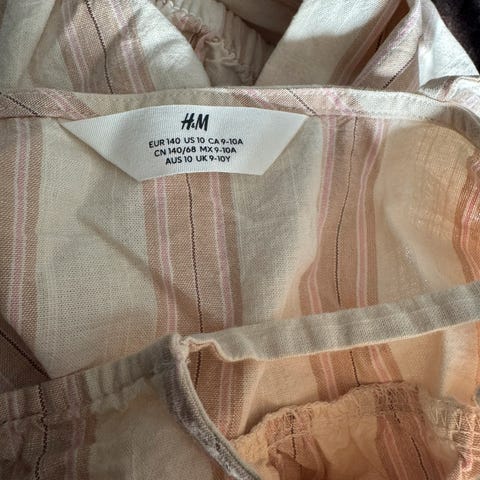 H&M
EUR 140 US 10 CA 9-10A
CN 140/68 MX 9-10A
AUS 10 UK 9-10Y